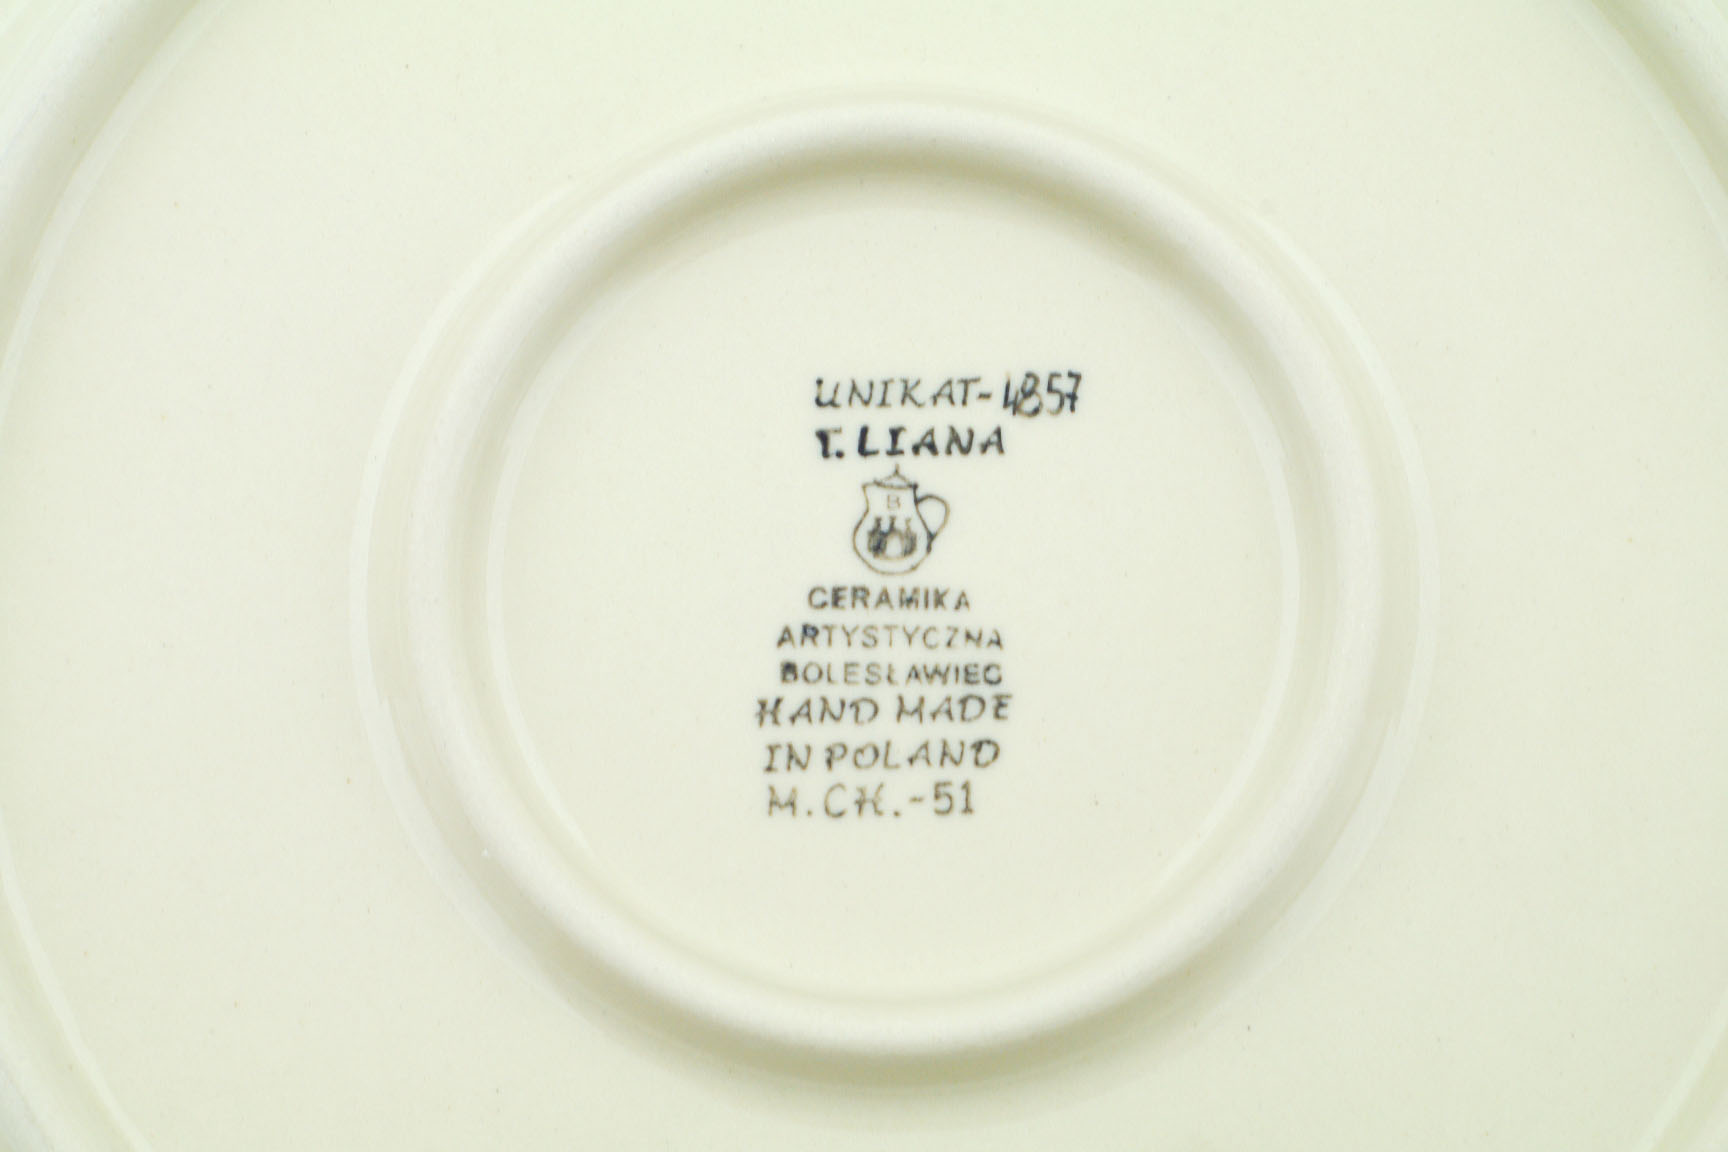 UNIKAT-4857
T. LIANA
B
CERAMIKA
ARTYSTYCZNA
BOLESŁAWIEC
HAND MADE
IN POLAND
M.CH.-51